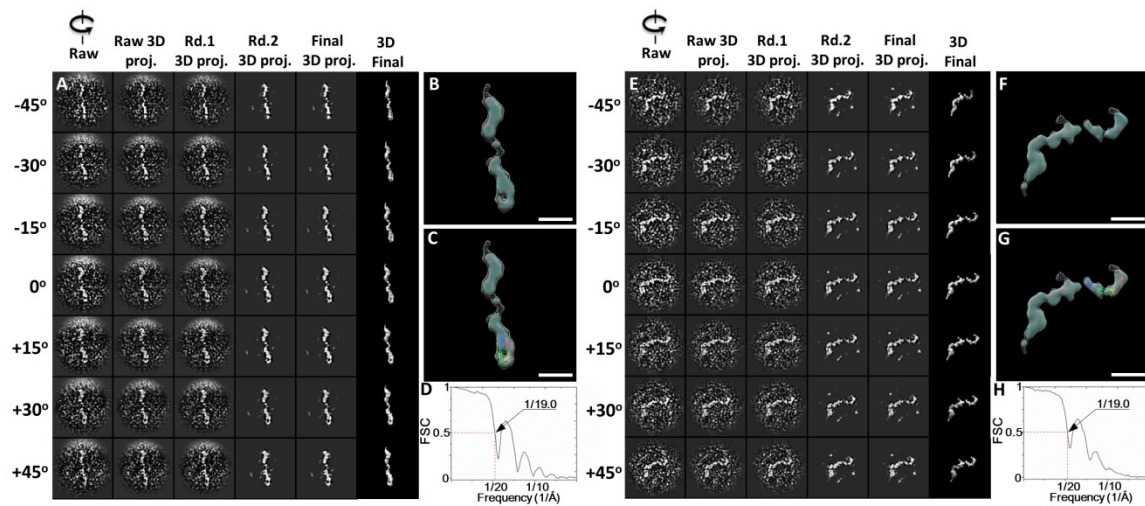 Raw
Raw 3D proj.
Rd.1 3D proj.
Rd.2 3D proj.
Final 3D proj.
3D Final
A
-45º
-30º
-15º
0º
+15º
+30º
+45º
B
C
D
1/19.0
FSC
0.5
0
1/20
1/10
Frequency (1/Å)
Raw
Raw 3D proj.
Rd.1 3D proj.
Rd.2 3D proj.
Final 3D proj.
3D Final
E
-45º
-30º
-15º
0º
+15º
+30º
+45º
F
G
H
1/19.0
FSC
0.5
0
1/20
1/10
Frequency (1/Å)